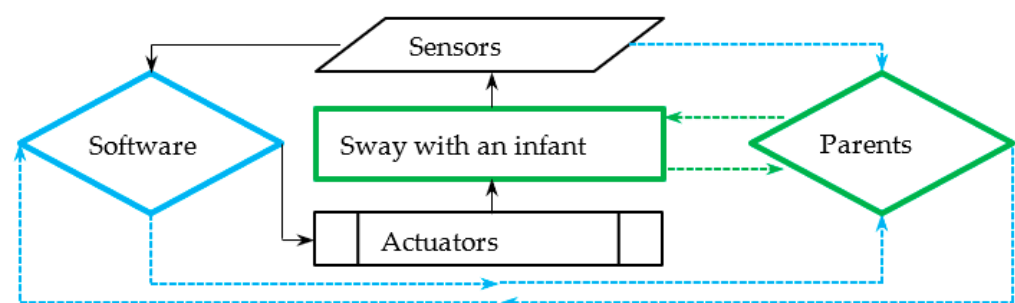 Sensors
Software
Sway with an infant
Parents
Actuators